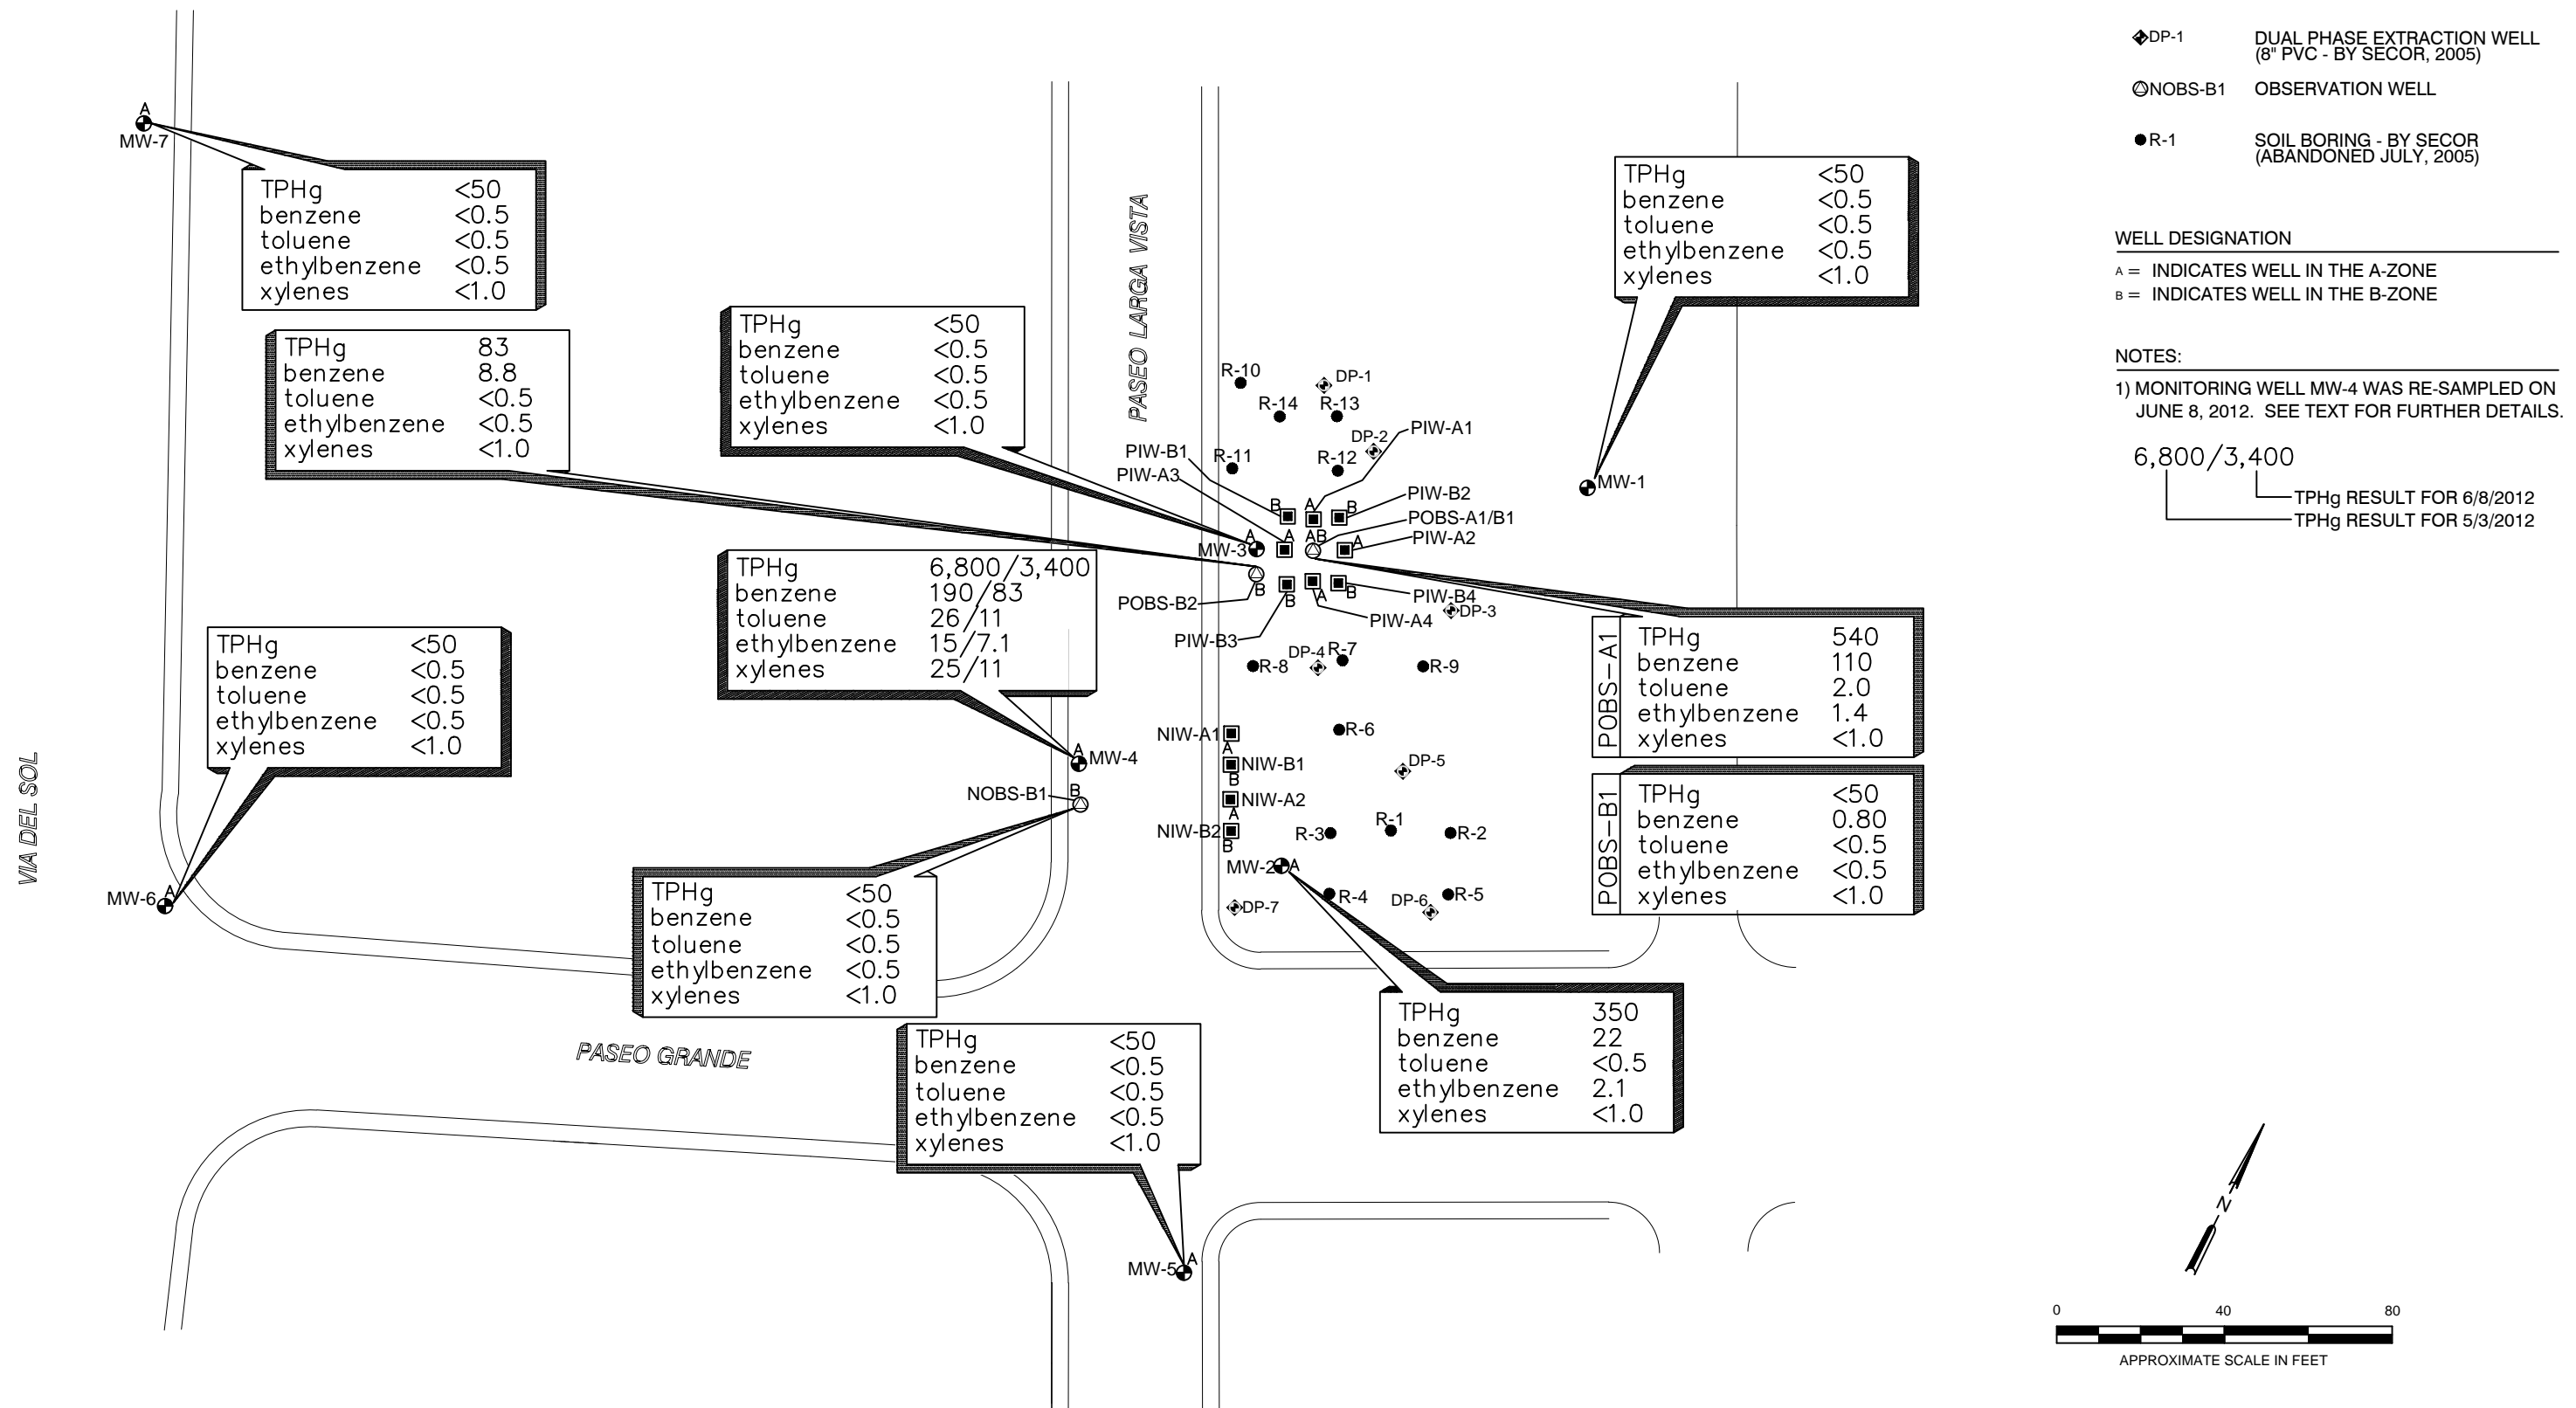 DP-1 DUAL PHASE EXTRACTION WELL
(8" PVC - BY SECOR, 2005)
NOBS-B1 OBSERVATION WELL
R-1 SOIL BORING - BY SECOR
(ABANDONED JULY, 2005)
WELL DESIGNATION
A = INDICATES WELL IN THE A-ZONE
B = INDICATES WELL IN THE B-ZONE
NOTES:
1) MONITORING WELL MW-4 WAS RE-SAMPLED ON
JUNE 8, 2012. SEE TEXT FOR FURTHER DETAILS.
6,800/3,400
TPHg RESULT FOR 6/8/2012
TPHg RESULT FOR 5/3/2012
A
MW-7
TPHg <50
benzene <0.5
toluene <0.5
ethylbenzene <0.5
xylenes <1.0
TPHg 83
benzene 8.8
toluene <0.5
ethylbenzene <0.5
xylenes <1.0
TPHg <50
benzene <0.5
toluene <0.5
ethylbenzene <0.5
xylenes <1.0
PASEO LARGA VISTA
TPHg <50
benzene <0.5
toluene <0.5
ethylbenzene <0.5
xylenes <1.0
MW-1
R-10
DP-1
R-14
R-13
DP-2
PIW-A1
PIW-B1
R-11
R-12
PIW-A3
PIW-B2
B
A
B
POBS-A1/B1
PIW-A2
A
A
AB
A
MW-3
POBS-B2
B
B
A
B
PIW-B4
DP-3
PIW-A4
PIW-B3
R-8
DP-4
R-7
R-9
TPHg 6,800/3,400
benzene 190/83
toluene 26/11
ethylbenzene 15/7.1
xylenes 25/11
A
MW-4
NOBS-B1
B
TPHg <50
benzene <0.5
toluene <0.5
ethylbenzene <0.5
xylenes <1.0
VIA DEL SOL
MW-6
A
NIW-A1
A
R-6
NIW-B1
B
DP-5
NIW-A2
A
NIW-B2
B
R-3
R-1
R-2
MW-2
A
R-4
R-5
DP-6
DP-7
POBS-A1
TPHg 540
benzene 110
toluene 2.0
ethylbenzene 1.4
xylenes <1.0
POBS-B1
TPHg <50
benzene 0.80
toluene <0.5
ethylbenzene <0.5
xylenes <1.0
TPHg <50
benzene <0.5
toluene <0.5
ethylbenzene <0.5
xylenes <1.0
PASEO GRANDE
TPHg <50
benzene <0.5
toluene <0.5
ethylbenzene <0.5
xylenes <1.0
TPHg 350
benzene 22
toluene <0.5
ethylbenzene 2.1
xylenes <1.0
MW-5
A
N
0 40 80
APPROXIMATE SCALE IN FEET